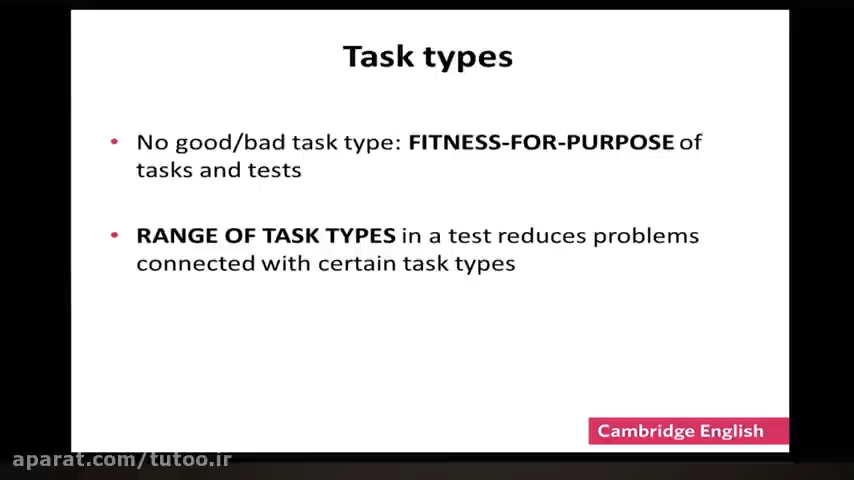 Task types
• No good/bad task type: FITNESS-FOR-PURPOSE of
tasks and tests
• RANGE OF TASK TYPES in a test reduces problems
connected with certain task types
Cambridge English
aparat.com/tutoo.ir